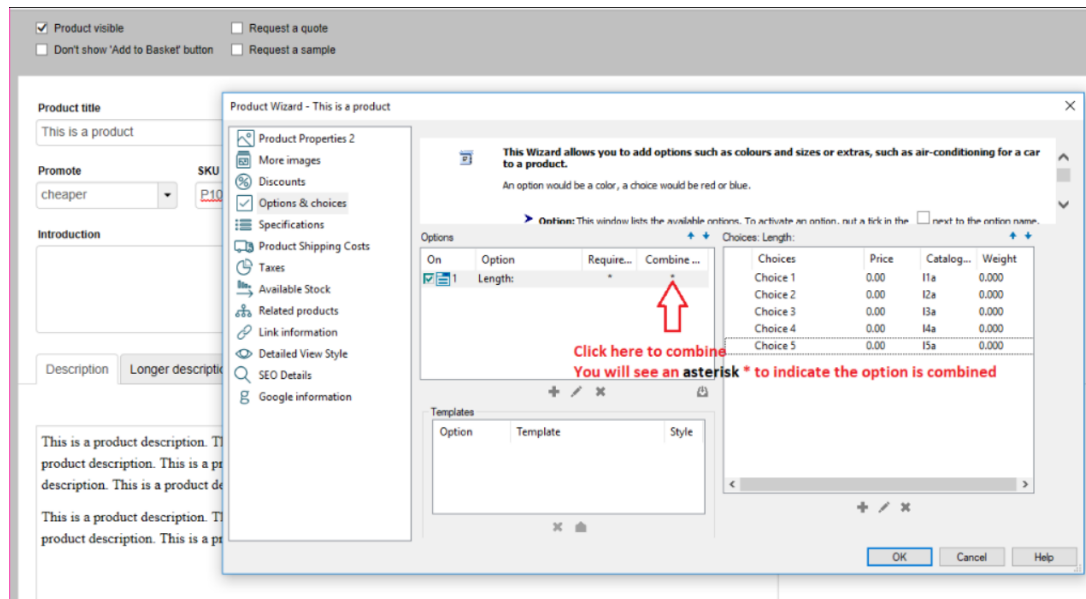 Product visible
Request a quote
Don't show 'Add to Basket' button
Request a sample
Product title
This is a product
Promote
SKU
cheaper
P10
Introduction
Description
Longer descripti
This is a product description. T
product description. This is a pr
description. This is a product de
This is a product description. T
product description. This is a pr
Product Wizard - This is a product
Product Properties 2
More images
Discounts
Options & choices
Specifications
Product Shipping Costs
Taxes
Available Stock
Related products
Link information
Detailed View Style
SEO Details
Google information
This Wizard allows you to add options such as colours and sizes or extras, such as air-conditioning for a car
to a product.
An option would be a color, a choice would be red or blue.
Option: This window lists the available options. To activate an option, put a tick in the next to the option name.
Options
On Option Require... Combine ...
1 Length: * *
Click here to combine
You will see an asterisk * to indicate the option is combined
Templates
Option Template Style
Choices: Length:
Choices Price Catalog... Weight
Choice 1 0.00 I1a 0.000
Choice 2 0.00 I2a 0.000
Choice 3 0.00 I3a 0.000
Choice 4 0.00 I4a 0.000
Choice 5 0.00 I5a 0.000
OK Cancel Help